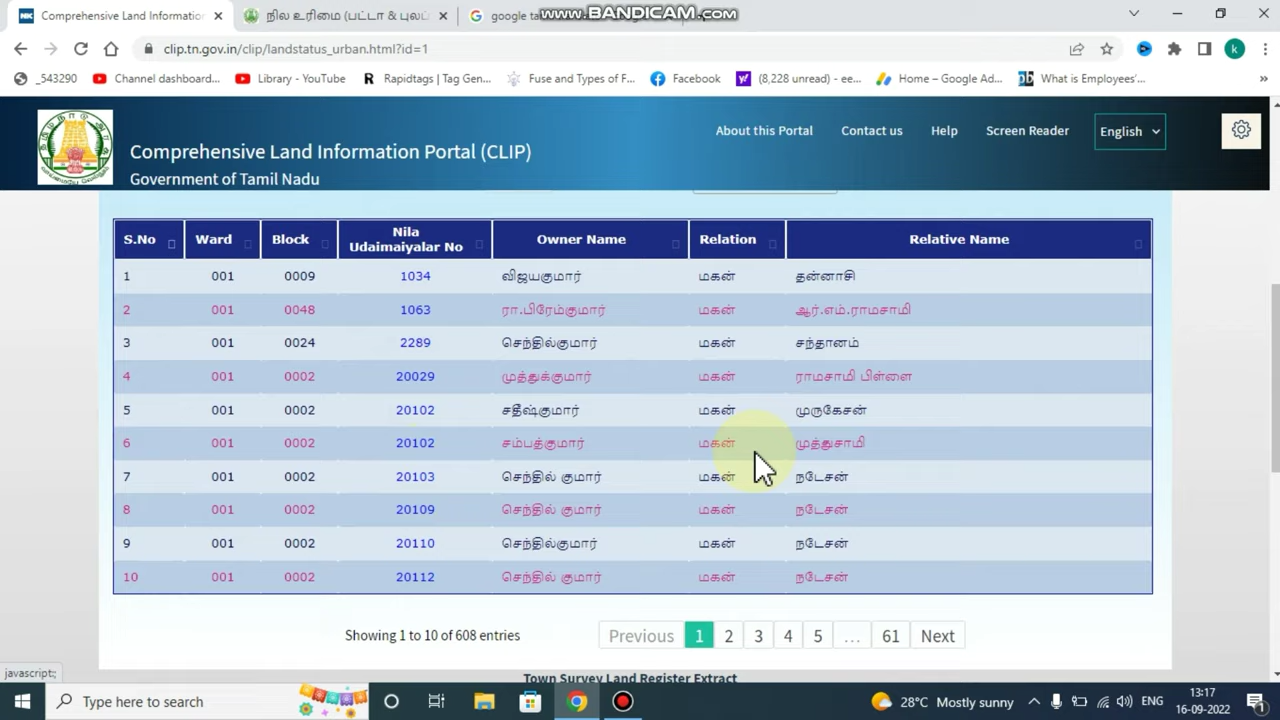 Comprehensive Land Information
நில உரிமை (பட்டா & புலப்
google ta
www.BANDICAM.com
clip.tn.gov.in/clip/landstatus_urban.html?id=1
_543290
Channel dashboard...
Library - YouTube
Rapidtags | Tag Gen...
Fuse and Types of F...
Facebook
(8,228 unread) - ee...
Home – Google Ad...
What is Employees'...
About this Portal
Contact us
Help
Screen Reader
English
Comprehensive Land Information Portal (CLIP)
Government of Tamil Nadu
S.No Ward Block Nila Udaimaiyalar No Owner Name Relation Relative Name
1 001 0009 1034 விஜயகுமார் மகன் தன்னாசி
2 001 0048 1063 ரா.பிரேம்குமார் மகன் ஆர்.எம்.ராமசாமி
3 001 0024 2289 செந்தில்குமார் மகன் சந்தானம்
4 001 0002 20029 முத்துக்குமார் மகன் ராமசாமி பிள்ளை
5 001 0002 20102 சதீஷ்குமார் மகன் முருகேசன்
6 001 0002 20102 சம்பத்குமார் மகன் முத்துசாமி
7 001 0002 20103 செந்தில் குமார் மகன் நடேசன்
8 001 0002 20109 செந்தில் குமார் மகன் நடேசன்
9 001 0002 20110 செந்தில்குமார் மகன் நடேசன்
10 001 0002 20112 செந்தில் குமார் மகன் நடேசன்
Showing 1 to 10 of 608 entries
Previous 1 2 3 4 5 ... 61 Next
Town Survey Land Register Extract
javascript:;
Type here to search
28°C Mostly sunny
ENG
13:17
16-09-2022